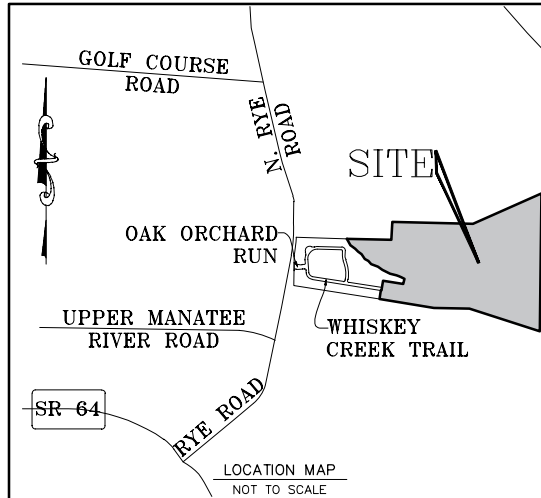 GOLF COURSE
ROAD
N. RYE
ROAD
SITE
OAK ORCHARD
RUN
UPPER MANATEE
RIVER ROAD
WHISKEY
CREEK TRAIL
SR 64
RYE ROAD
LOCATION MAP
NOT TO SCALE